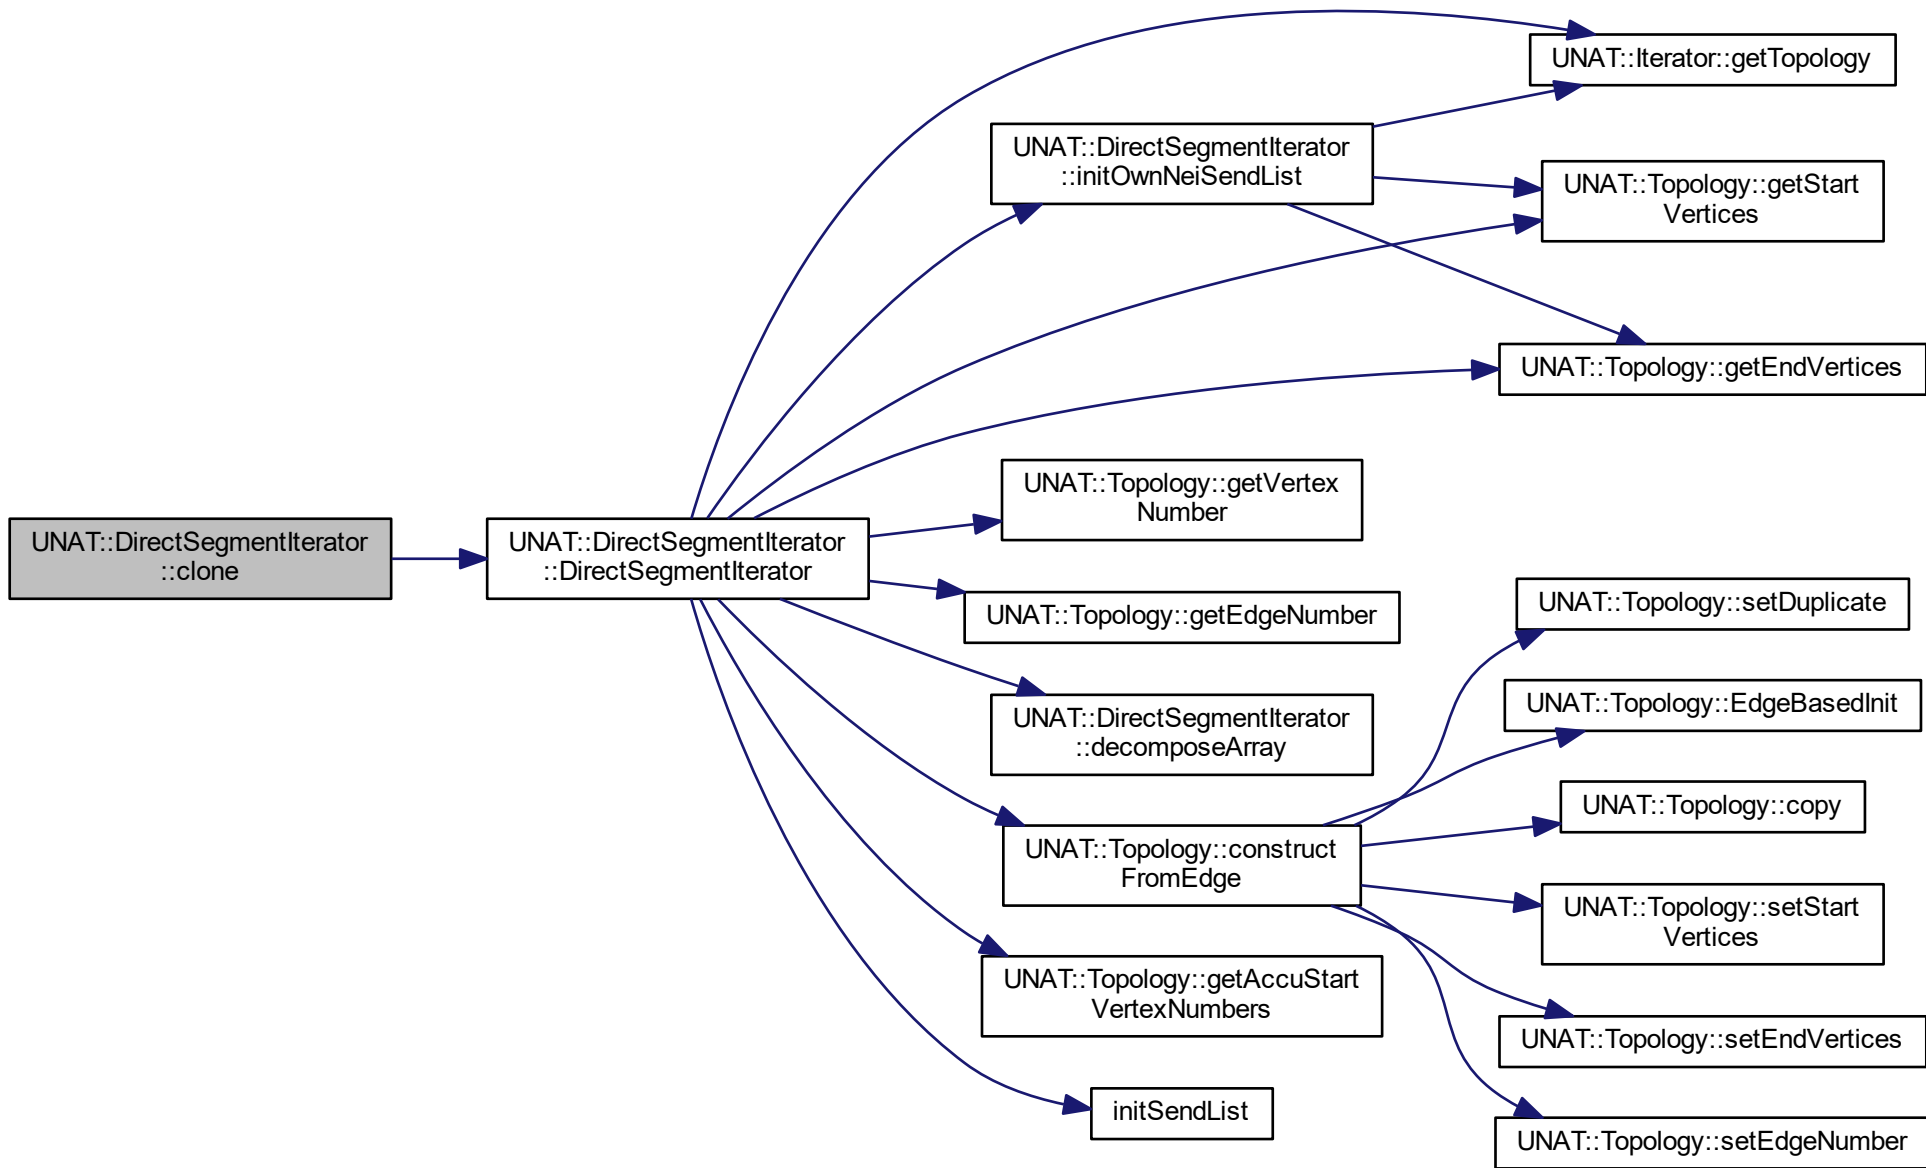 UNAT::Iterator::getTopology
UNAT::DirectSegmentIterator
::initOwnNeiSendList
UNAT::Topology::getStart
Vertices
UNAT::Topology::getEndVertices
UNAT::Topology::getVertex
Number
UNAT::DirectSegmentIterator
::clone
UNAT::DirectSegmentIterator
::DirectSegmentIterator
UNAT::Topology::getEdgeNumber
UNAT::Topology::setDuplicate
UNAT::DirectSegmentIterator
::decomposeArray
UNAT::Topology::EdgeBasedInit
UNAT::Topology::copy
UNAT::Topology::construct
FromEdge
UNAT::Topology::setStart
Vertices
UNAT::Topology::getAccuStart
VertexNumbers
UNAT::Topology::setEndVertices
initSendList
UNAT::Topology::setEdgeNumber